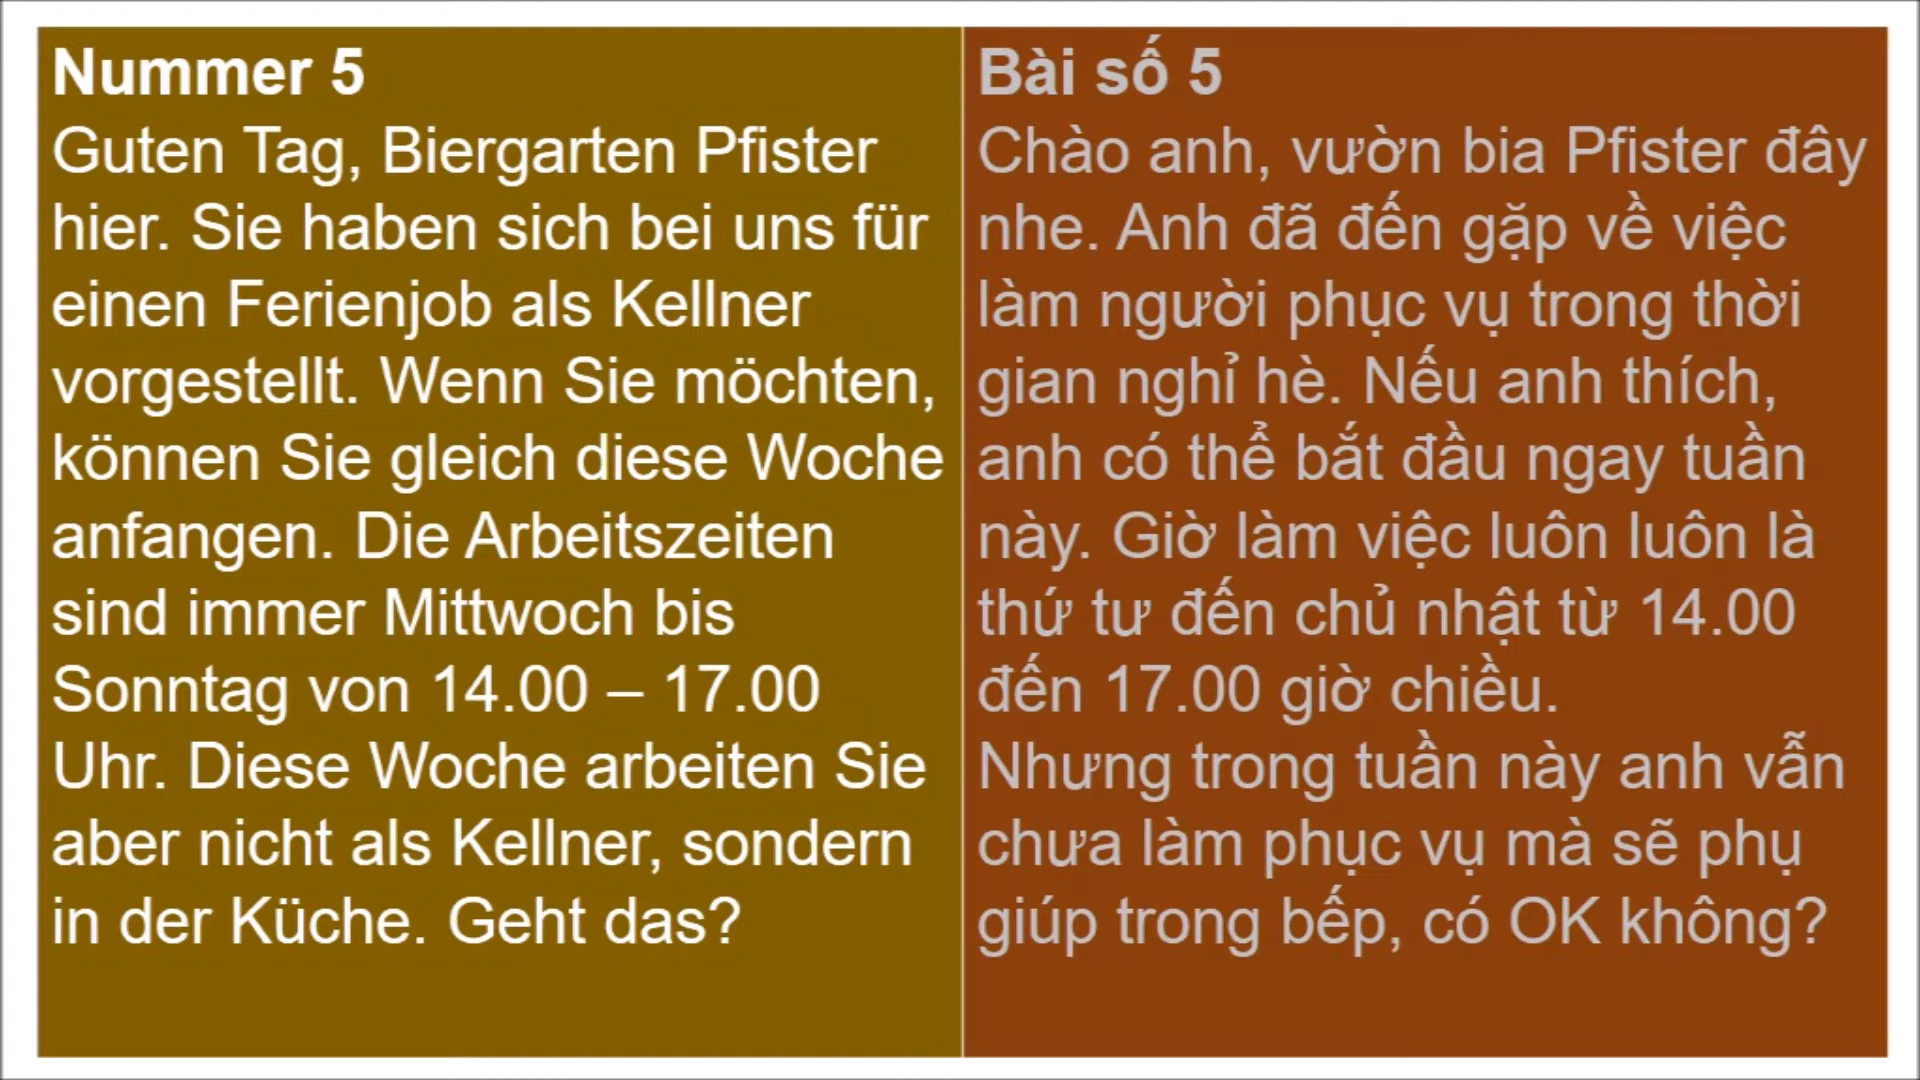 Nummer 5
Guten Tag, Biergarten Pfister
hier. Sie haben sich bei uns für
einen Ferienjob als Kellner
vorgestellt. Wenn Sie möchten,
können Sie gleich diese Woche
anfangen. Die Arbeitszeiten
sind immer Mittwoch bis
Sonntag von 14.00 – 17.00
Uhr. Diese Woche arbeiten Sie
aber nicht als Kellner, sondern
in der Küche. Geht das?
Bài số 5
Chào anh, vườn bia Pfister đây
nhe. Anh đã đến gặp về việc
làm người phục vụ trong thời
gian nghỉ hè. Nếu anh thích,
anh có thể bắt đầu ngay tuần
này. Giờ làm việc luôn luôn là
thứ tư đến chủ nhật từ 14.00
đến 17.00 giờ chiều.
Nhưng trong tuần này anh vẫn
chưa làm phục vụ mà sẽ phụ
giúp trong bếp, có OK không?